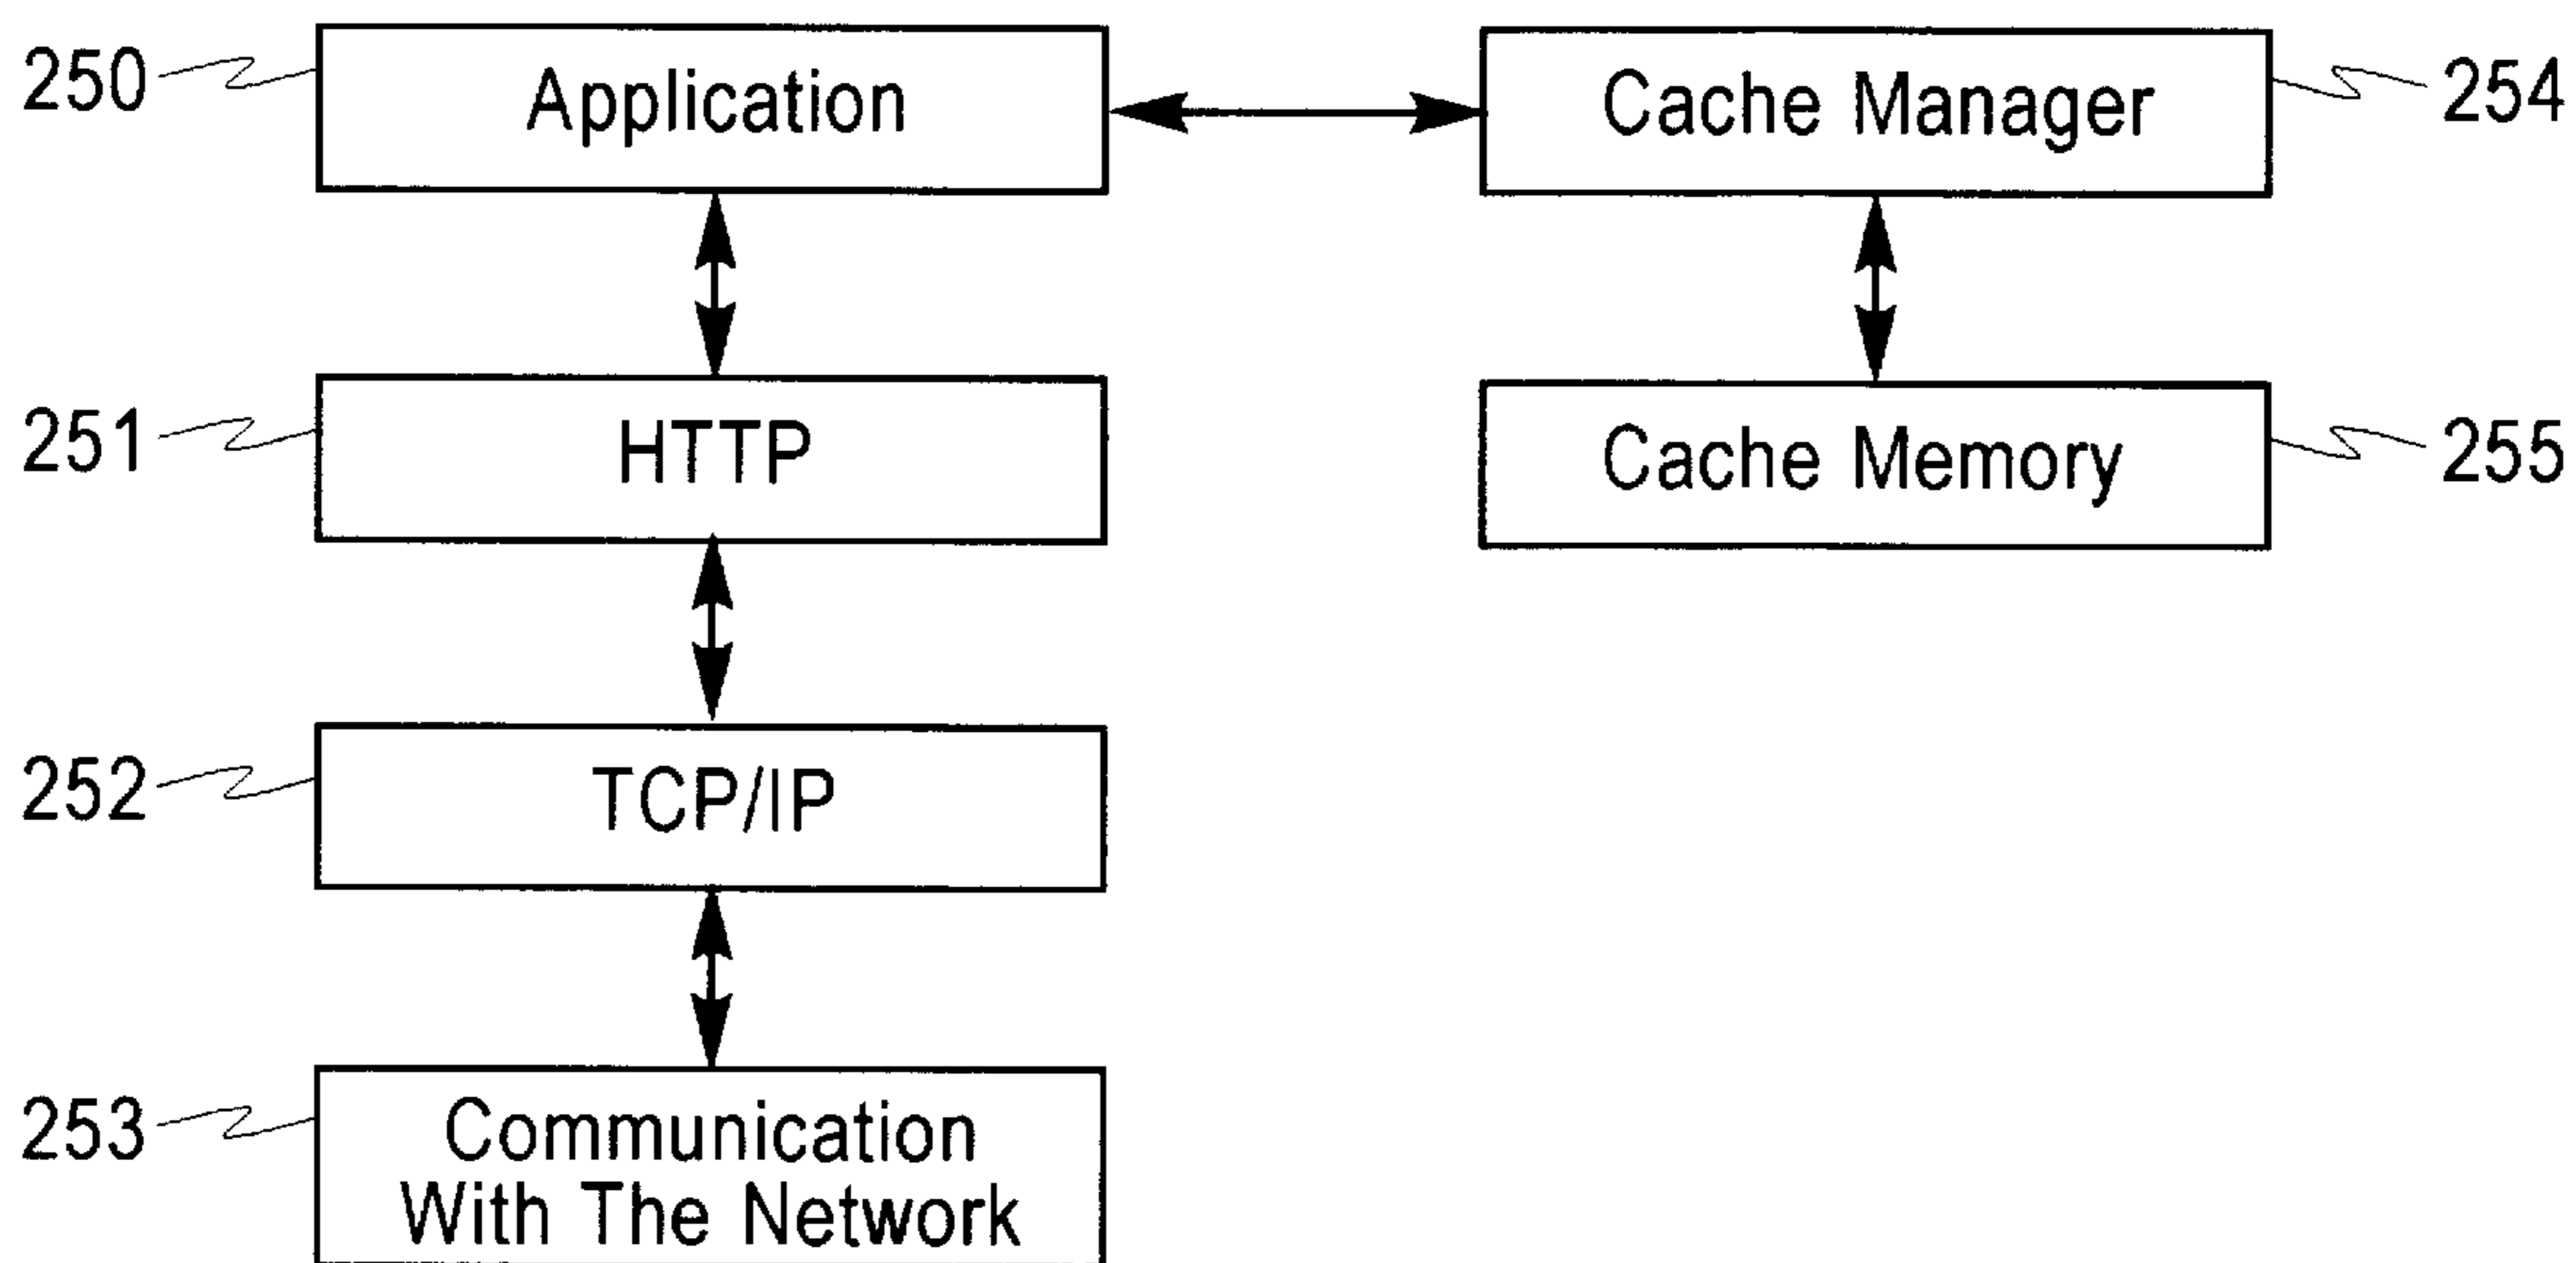 250 Application Cache Manager 254
251 HTTP Cache Memory 255
252 TCP/IP
253 Communication
With The Network